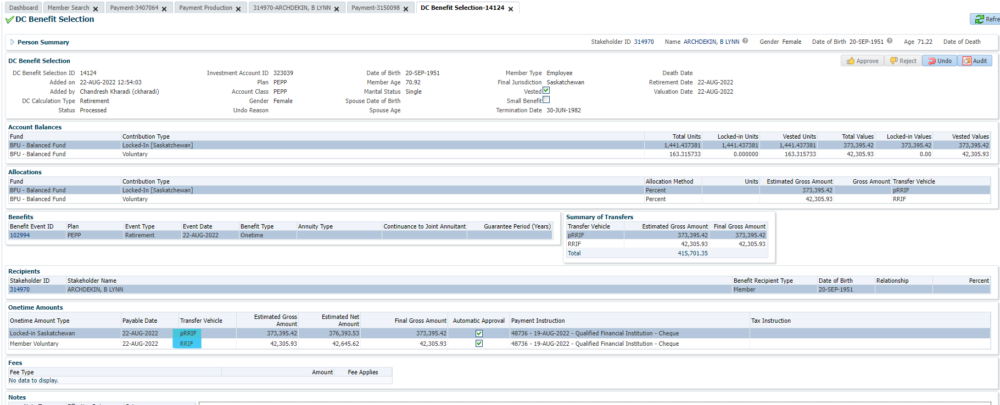 Dashboard Member Search Payment-3407064 Payment Production 314970-ARCHDEKIN, B LYNN Payment-3150098 DC Benefit Selection-14124
DC Benefit Selection Refre
Person Summary Stakeholder ID 314970 Name ARCHDEKIN, B LYNN Gender Female Date of Birth 20-SEP-1951 Age 71.22 Date of Death
DC Benefit Selection Approve Reject Undo Audit
DC Benefit Selection ID 14124 Investment Account ID 323039 Date of Birth 20-SEP-1951 Member Type Employee Death Date
Added on 22-AUG-2022 12:54:03 Plan PEPP Member Age 70.92 Final Jurisdiction Saskatchewan Retirement Date 22-AUG-2022
Added by Chandresh Kharadi (ckharadi) Account Class PEPP Marital Status Single Vested Valuation Date 22-AUG-2022
DC Calculation Type Retirement Gender Female Spouse Date of Birth Small Benefit
Status Processed Undo Reason Spouse Age Termination Date 30-JUN-1982
Account Balances
Fund Contribution Type Total Units Locked-in Units Vested Units Total Values Locked-in Values Vested Values
BFU - Balanced Fund Locked-In [Saskatchewan] 1,441.437381 1,441.437381 1,441.437381 373,395.42 373,395.42 373,395.42
BFU - Balanced Fund Voluntary 163.315733 0.000000 163.315733 42,305.93 0.00 42,305.93
Allocations
Fund Contribution Type Allocation Method Units Estimated Gross Amount Gross Amount Transfer Vehicle
BFU - Balanced Fund Locked-In [Saskatchewan] Percent 373,395.42 pRRIF
BFU - Balanced Fund Voluntary Percent 42,305.93 RRIF
Benefits
Benefit Event ID Plan Event Type Event Date Benefit Type Annuity Type Continuance to Joint Annuitant Guarantee Period (Years)
102994 PEPP Retirement 22-AUG-2022 Onetime
Summary of Transfers
Transfer Vehicle Estimated Gross Amount Final Gross Amount
pRRIF 373,395.42 373,395.42
RRIF 42,305.93 42,305.93
Total 415,701.35
Recipients
Stakeholder ID Stakeholder Name Benefit Recipient Type Date of Birth Relationship Percent
314970 ARCHDEKIN, B LYNN Member 20-SEP-1951
Onetime Amounts
Onetime Amount Type Payable Date Transfer Vehicle Estimated Gross Amount Estimated Net Amount Final Gross Amount Automatic Approval Payment Instruction Tax Instruction
Locked-in Saskatchewan 22-AUG-2022 pRRIF 373,395.42 376,393.53 373,395.42 48736 - 19-AUG-2022 - Qualified Financial Institution - Cheque
Member Voluntary 22-AUG-2022 RRIF 42,305.93 42,645.62 42,305.93 48736 - 19-AUG-2022 - Qualified Financial Institution - Cheque
Fees
Fee Type Amount Fee Applies
No data to display.
Notes